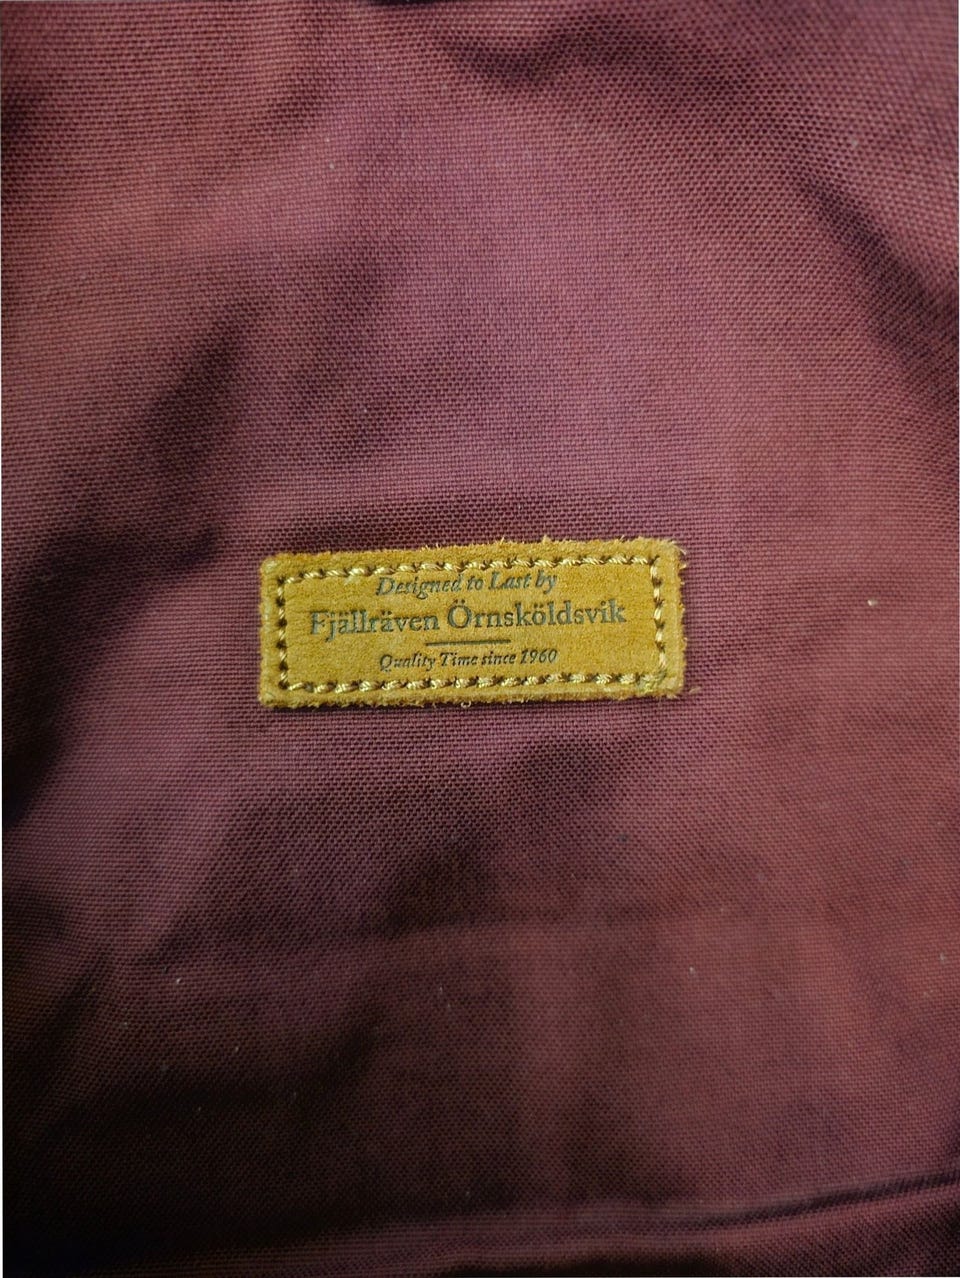 Designed to Last by
Fjällräven Örnsköldsvik
Quality Time since 1960